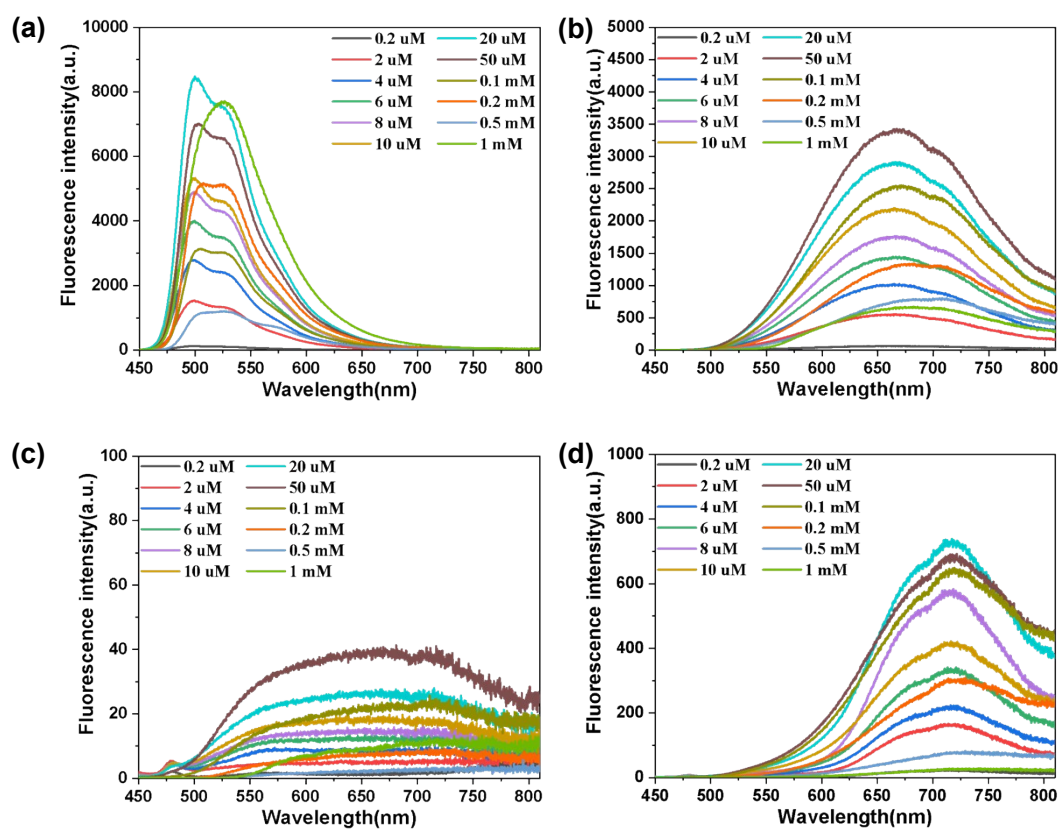 (a)
Fluorescence intensity(a.u.)
10000
8000
6000
4000
2000
0
0.2 uM 20 uM
2 uM 50 uM
4 uM 0.1 mM
6 uM 0.2 mM
8 uM 0.5 mM
10 uM 1 mM
450 500 550 600 650 700 750 800
Wavelength(nm)
(b)
Fluorescence intensity(a.u.)
5000
4500
4000
3500
3000
2500
2000
1500
1000
500
0
0.2 uM 20 uM
2 uM 50 uM
4 uM 0.1 mM
6 uM 0.2 mM
8 uM 0.5 mM
10 uM 1 mM
450 500 550 600 650 700 750 800
Wavelength(nm)
(c)
Fluorescence intensity(a.u.)
100
80
60
40
20
0
0.2 uM 20 uM
2 uM 50 uM
4 uM 0.1 mM
6 uM 0.2 mM
8 uM 0.5 mM
10 uM 1 mM
450 500 550 600 650 700 750 800
Wavelength(nm)
(d)
Fluorescence intensity(a.u.)
1000
800
600
400
200
0
0.2 uM 20 uM
2 uM 50 uM
4 uM 0.1 mM
6 uM 0.2 mM
8 uM 0.5 mM
10 uM 1 mM
450 500 550 600 650 700 750 800
Wavelength(nm)